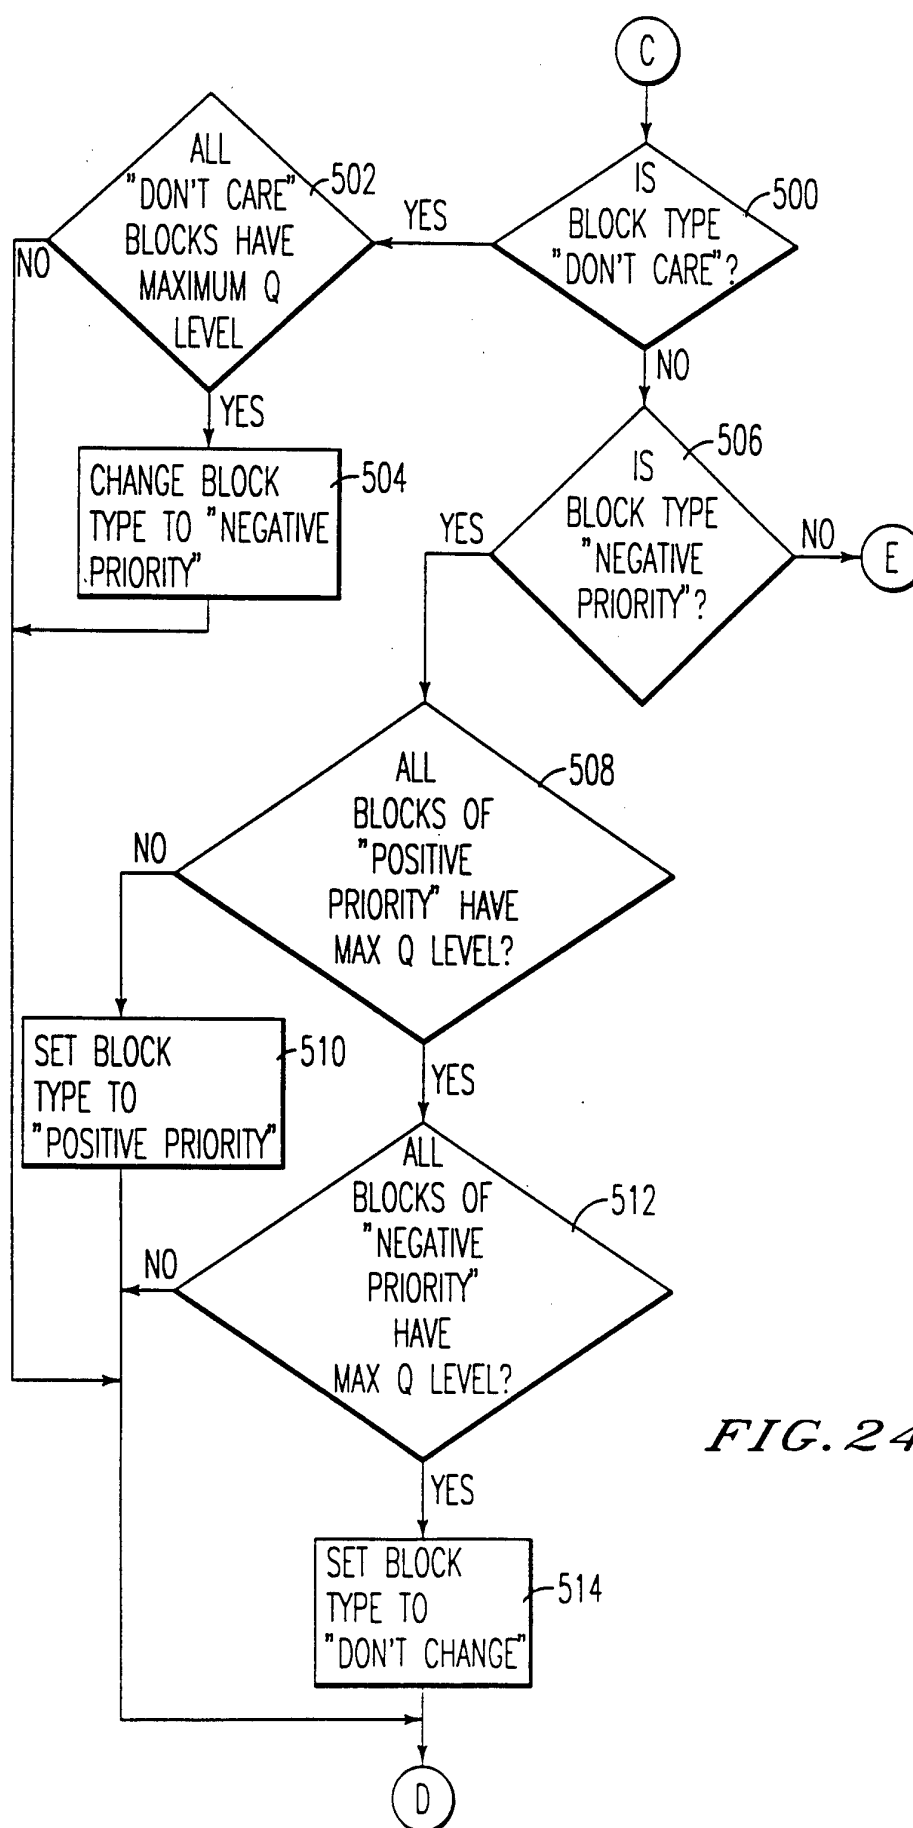 C
IS
BLOCK TYPE
"DON'T CARE"?
500
YES
NO
ALL
"DON'T CARE"
BLOCKS HAVE
MAXIMUM Q
LEVEL
502
NO
YES
CHANGE BLOCK
TYPE TO "NEGATIVE
PRIORITY"
504
IS
BLOCK TYPE
"NEGATIVE
PRIORITY"?
506
YES
NO
E
ALL
BLOCKS OF
"POSITIVE
PRIORITY" HAVE
MAX Q LEVEL?
508
NO
YES
SET BLOCK
TYPE TO
"POSITIVE PRIORITY"
510
ALL
BLOCKS OF
"NEGATIVE
PRIORITY"
HAVE
MAX Q LEVEL?
512
NO
YES
SET BLOCK
TYPE TO
"DON'T CHANGE"
514
D
FIG. 24